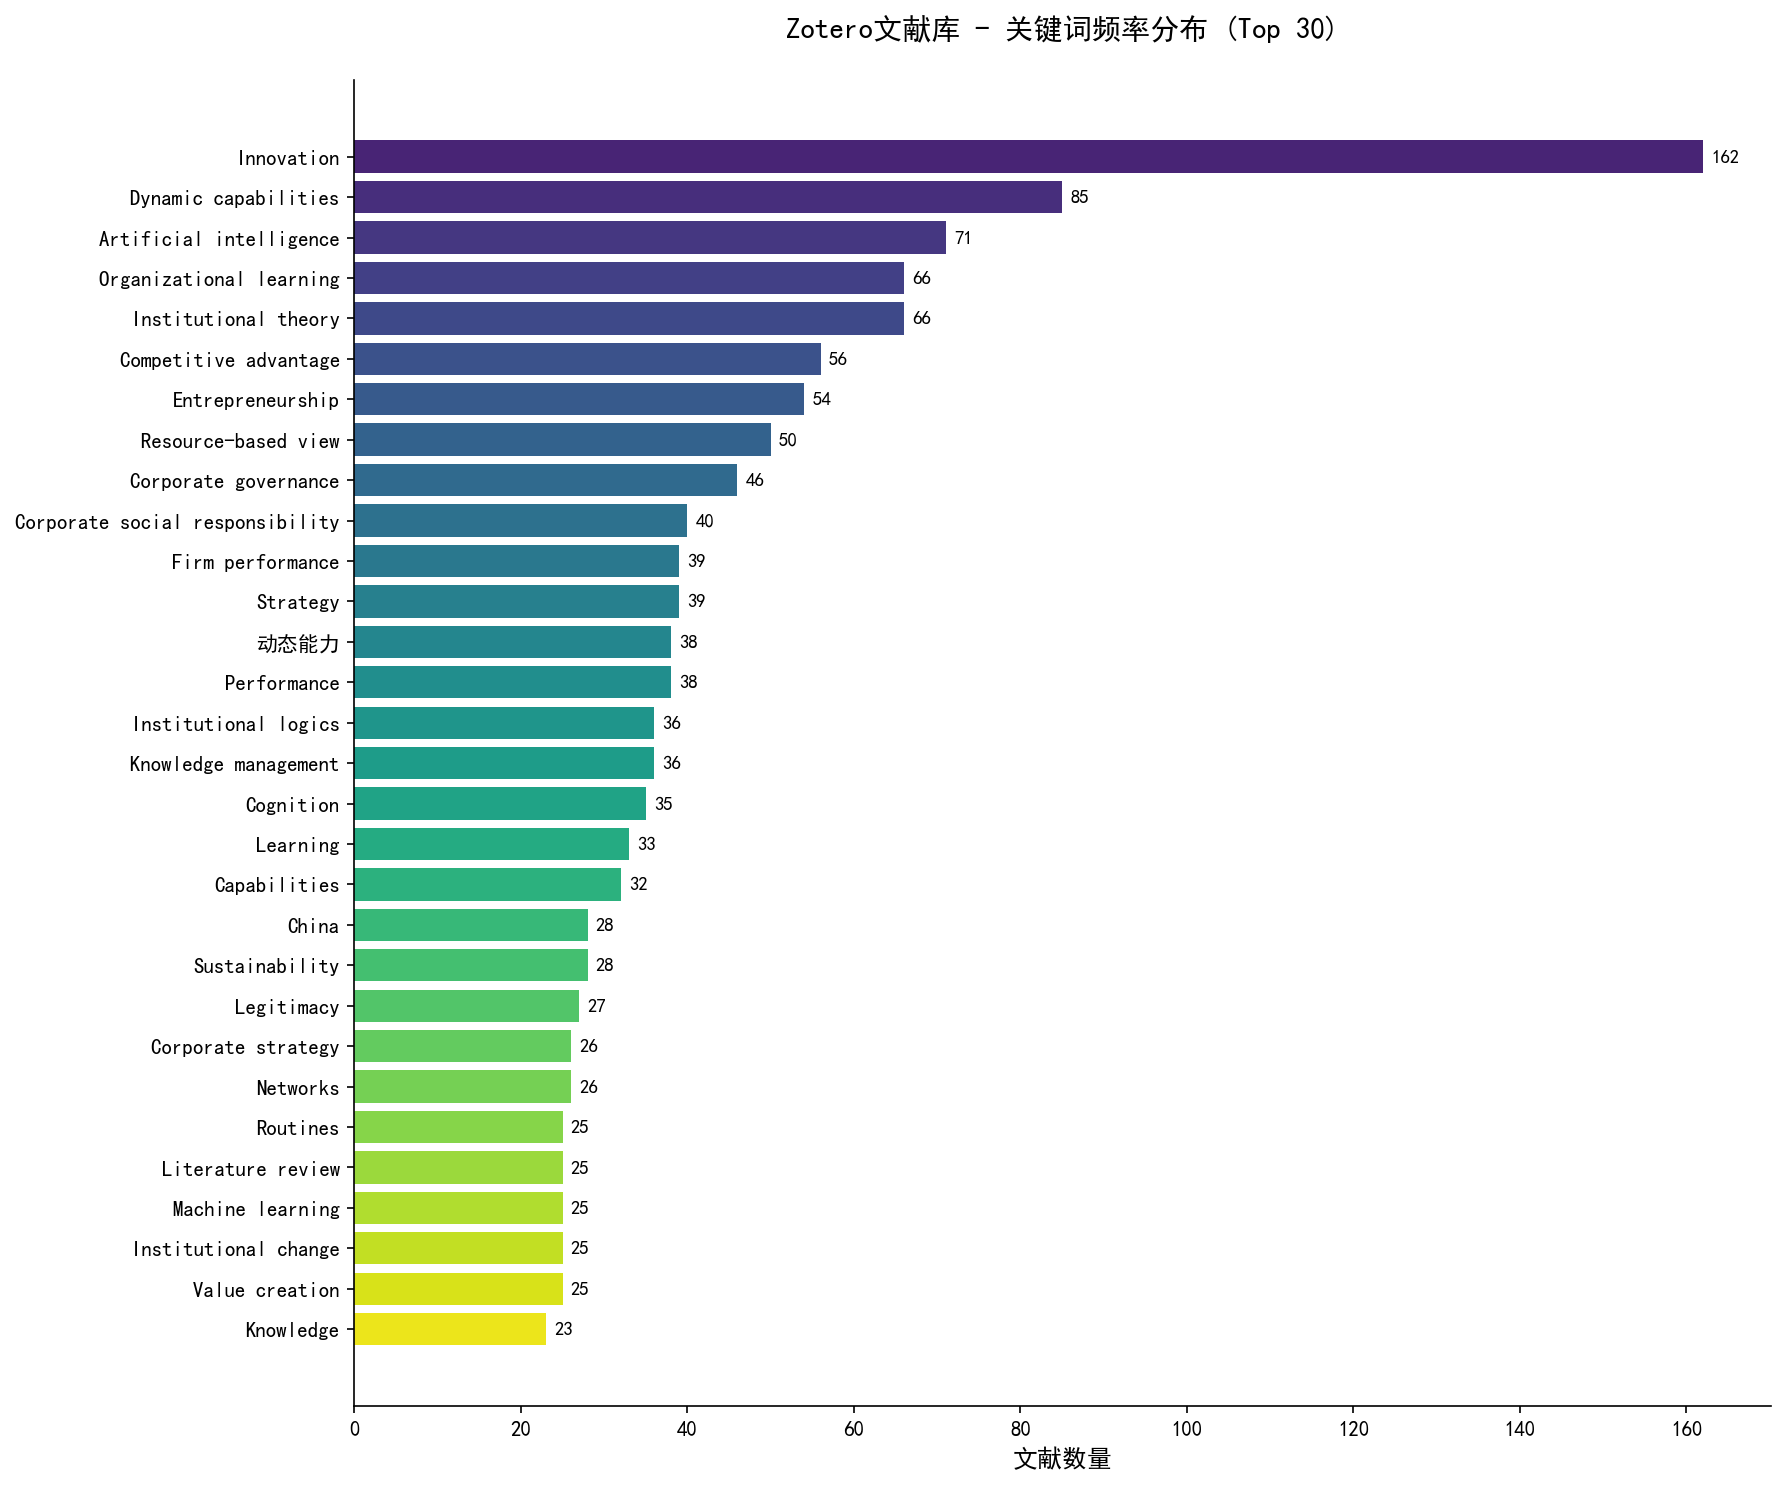 Zotero文献库 - 关键词频率分布 (Top 30)
Innovation 162
Dynamic capabilities 85
Artificial intelligence 71
Organizational learning 66
Institutional theory 66
Competitive advantage 56
Entrepreneurship 54
Resource-based view 50
Corporate governance 46
Corporate social responsibility 40
Firm performance 39
Strategy 39
动态能力 38
Performance 38
Institutional logics 36
Knowledge management 36
Cognition 35
Learning 33
Capabilities 32
China 28
Sustainability 28
Legitimacy 27
Corporate strategy 26
Networks 26
Routines 25
Literature review 25
Machine learning 25
Institutional change 25
Value creation 25
Knowledge 23
0 20 40 60 80 100 120 140 160
文献数量